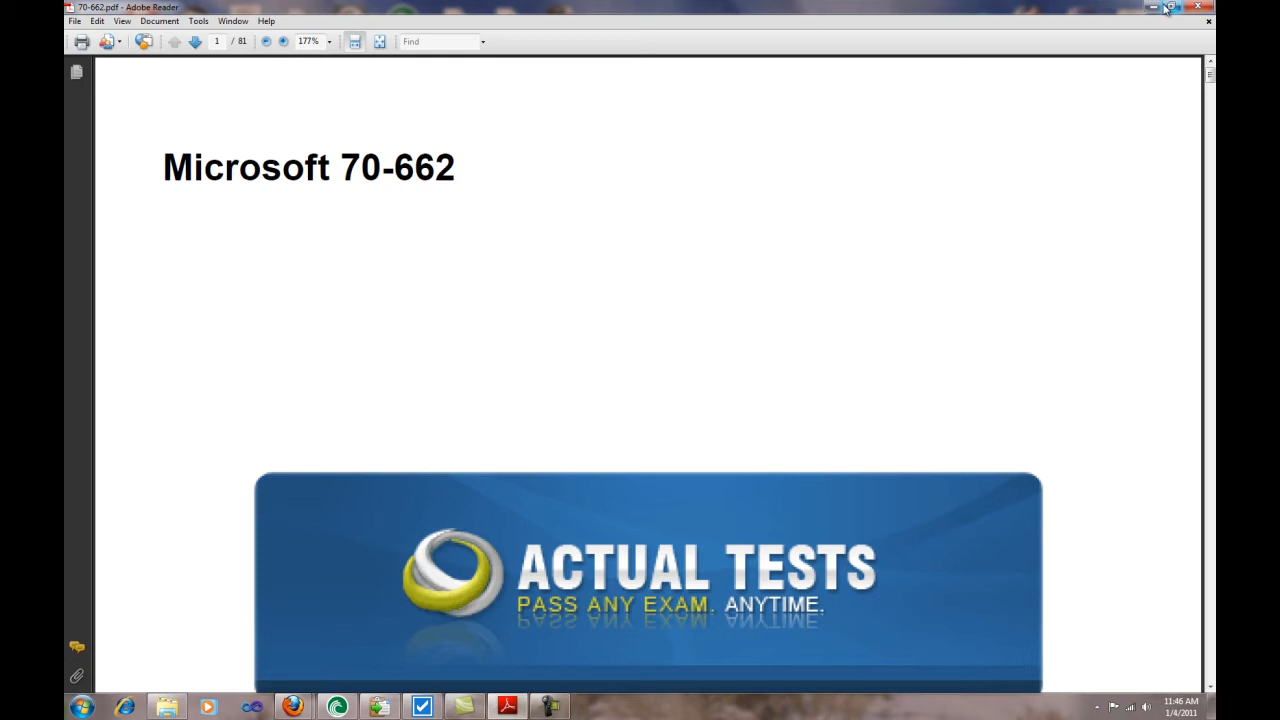 70-662.pdf - Adobe Reader
File Edit View Document Tools Window Help
1 / 81 177% Find
Microsoft 70-662
ACTUAL TESTS
PASS ANY EXAM. ANYTIME.
11:46 AM
1/4/2011